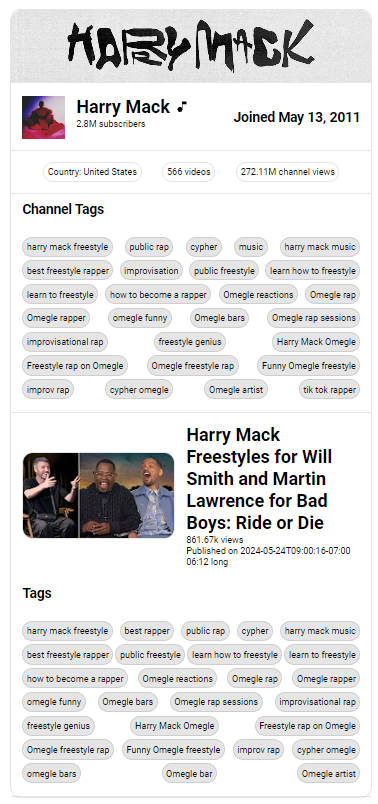 HARRY MACK
Harry Mack
2.8M subscribers
Joined May 13, 2011
Country: United States 566 videos 272.11M channel views
Channel Tags
harry mack freestyle public rap cypher music harry mack music
best freestyle rapper improvisation public freestyle learn how to freestyle
learn to freestyle how to become a rapper Omegle reactions Omegle rap
Omegle rapper omegle funny Omegle bars Omegle rap sessions
improvisational rap freestyle genius Harry Mack Omegle
Freestyle rap on Omegle Omegle freestyle rap Funny Omegle freestyle
improv rap cypher omegle Omegle artist tik tok rapper
Harry Mack
Freestyles for Will
Smith and Martin
Lawrence for Bad
Boys: Ride or Die
861.67k views
Published on 2024-05-24T09:00:16-07:00
06:12 long
Tags
harry mack freestyle best rapper public rap cypher harry mack music
best freestyle rapper public freestyle learn how to freestyle learn to freestyle
how to become a rapper Omegle reactions Omegle rap Omegle rapper
omegle funny Omegle bars Omegle rap sessions improvisational rap
freestyle genius Harry Mack Omegle Freestyle rap on Omegle
Omegle freestyle rap Funny Omegle freestyle improv rap cypher omegle
omegle bars Omegle bar Omegle artist